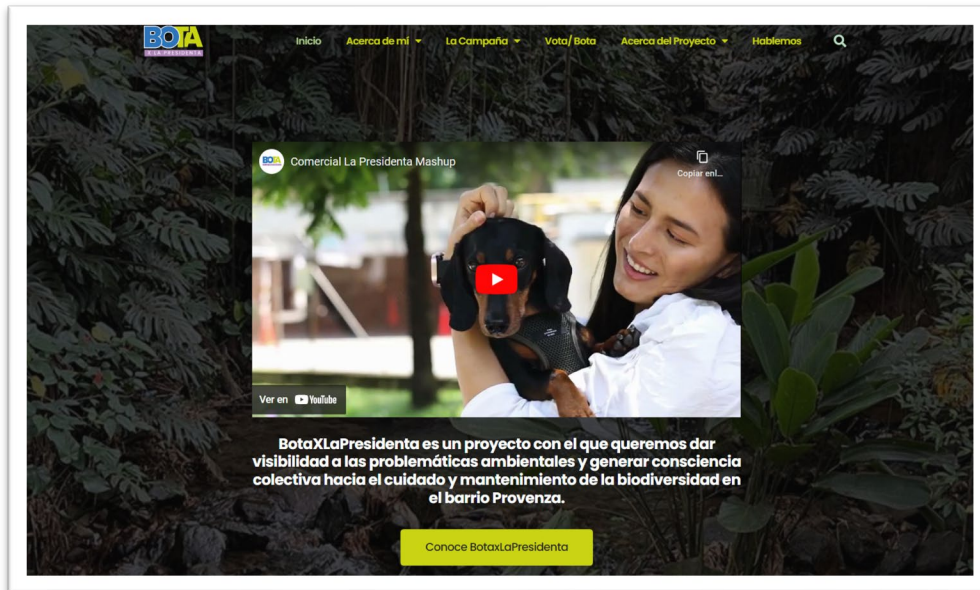 BOTA
X LA PRESIDENTA
Inicio Acerca de mí La Campaña Vota/ Bota Acerca del Proyecto Hablemos
BOTA Comercial La Presidenta Mashup
Copiar enl...
Ver en YouTube
BotaXLaPresidenta es un proyecto con el que queremos dar
visibilidad a las problemáticas ambientales y generar consciencia
colectiva hacia el cuidado y mantenimiento de la biodiversidad en
el barrio Provenza.
Conoce BotaxLaPresidenta